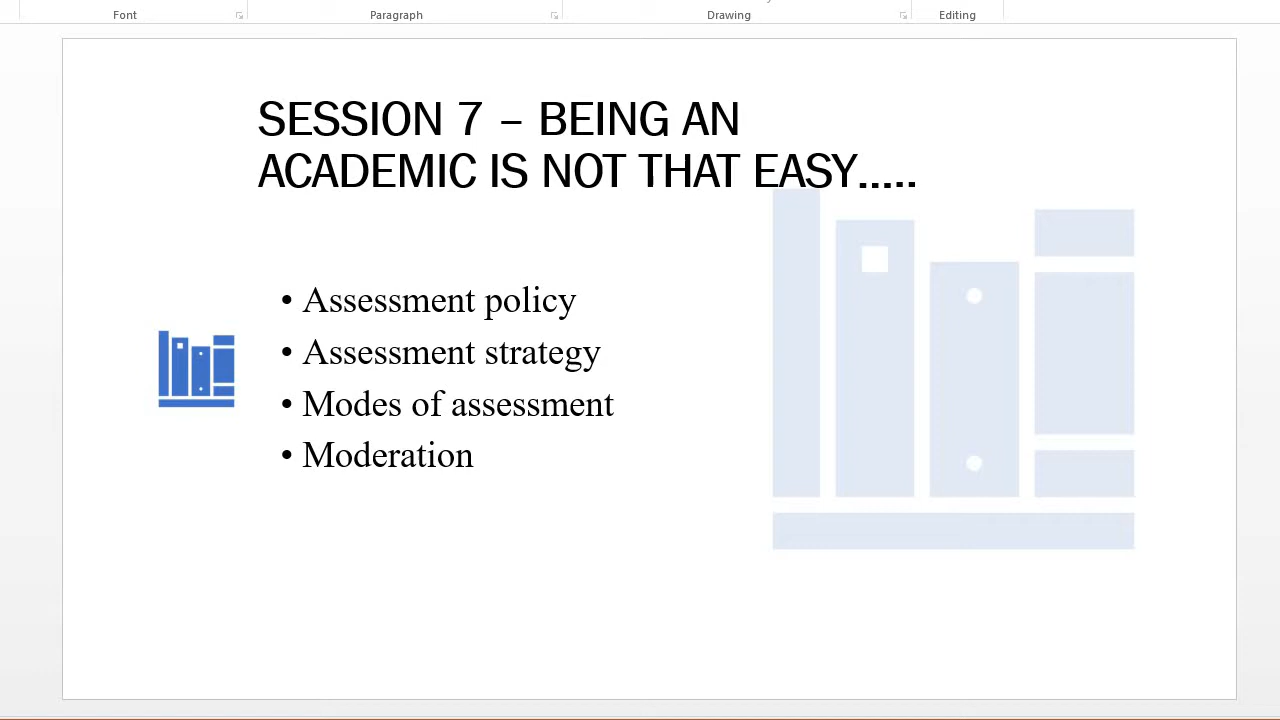 Font Paragraph Drawing Editing
SESSION 7 – BEING AN
ACADEMIC IS NOT THAT EASY.....
• Assessment policy
• Assessment strategy
• Modes of assessment
• Moderation